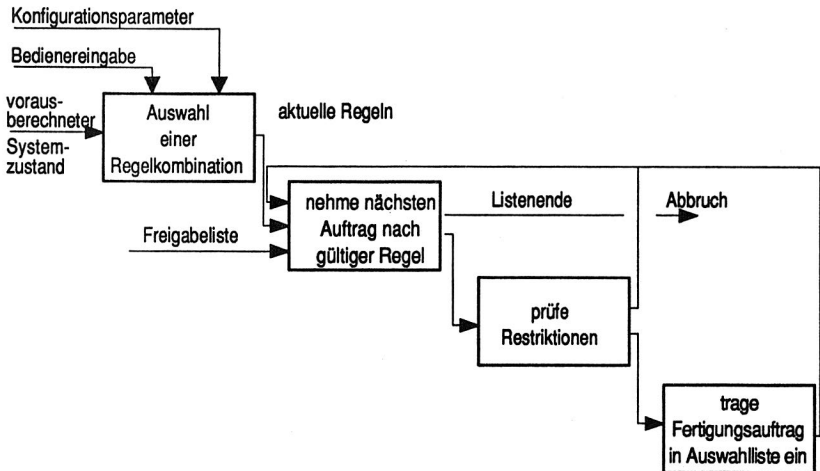 Konfigurationsparameter
Bedienereingabe
voraus-
berechneter
System-
zustand
Auswahl
einer
Regelkombination
aktuelle Regeln
nehme nächsten
Auftrag nach
gültiger Regel
Freigabeliste
Listenende
Abbruch
prüfe
Restriktionen
trage
Fertigungsauftrag
in Auswahlliste ein